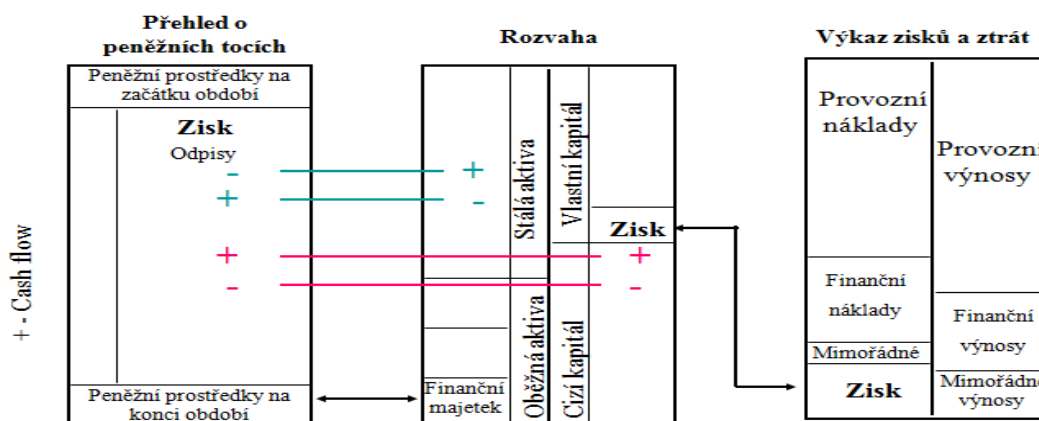 Přehled o
peněžních tocích
Peněžní prostředky na
začátku období
Zisk
Odpisy
-
+
+
-
+ - Cash flow
Peněžní prostředky na
konci období
Rozvaha
+
-
Stálá aktiva
Oběžná aktiva
Finanční
majetek
Vlastní kapitál
Zisk
+
-
Cizí kapitál
Výkaz zisků a ztrát
Provozní
náklady
Finanční
náklady
Mimořádné
Zisk
Provozní
výnosy
Finanční
výnosy
Mimořádné
výnosy